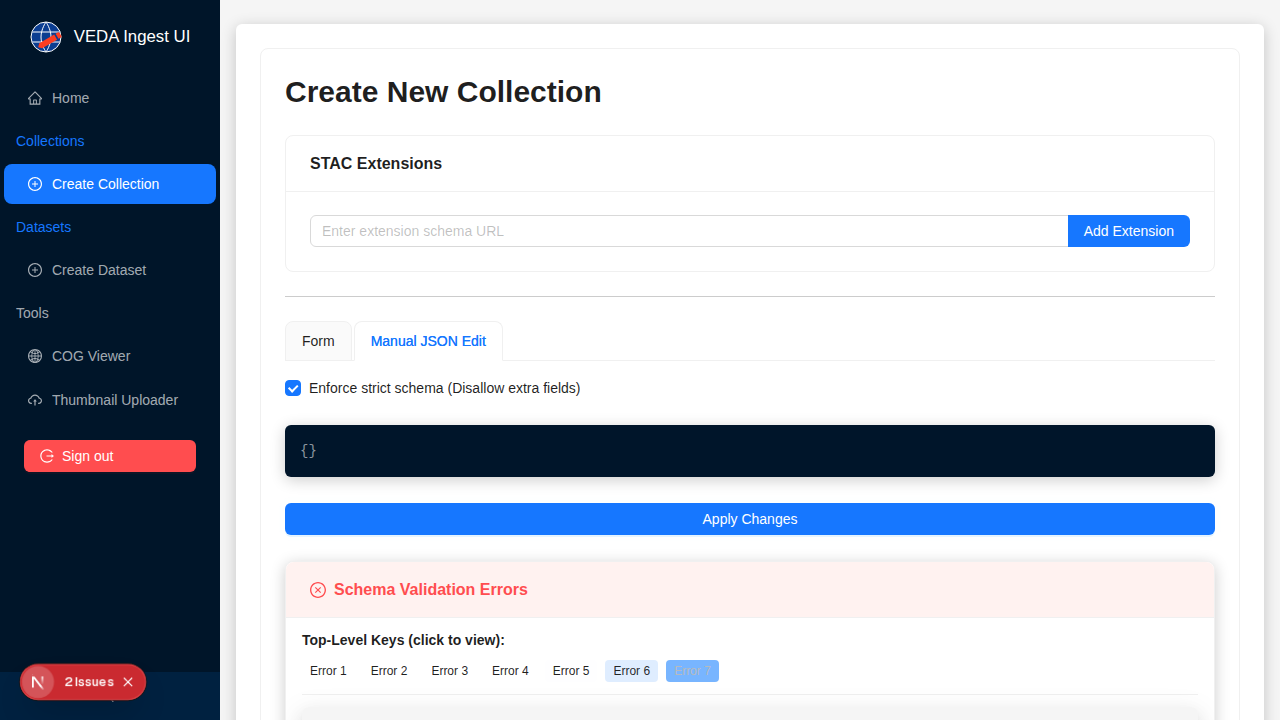 VEDA Ingest UI
Home
Collections
Create Collection
Datasets
Create Dataset
Tools
COG Viewer
Thumbnail Uploader
Sign out
2 Issues
Create New Collection
STAC Extensions
Enter extension schema URL
Add Extension
Form
Manual JSON Edit
Enforce strict schema (Disallow extra fields)
{}
Apply Changes
Schema Validation Errors
Top-Level Keys (click to view):
Error 1 Error 2 Error 3 Error 4 Error 5 Error 6 Error 7